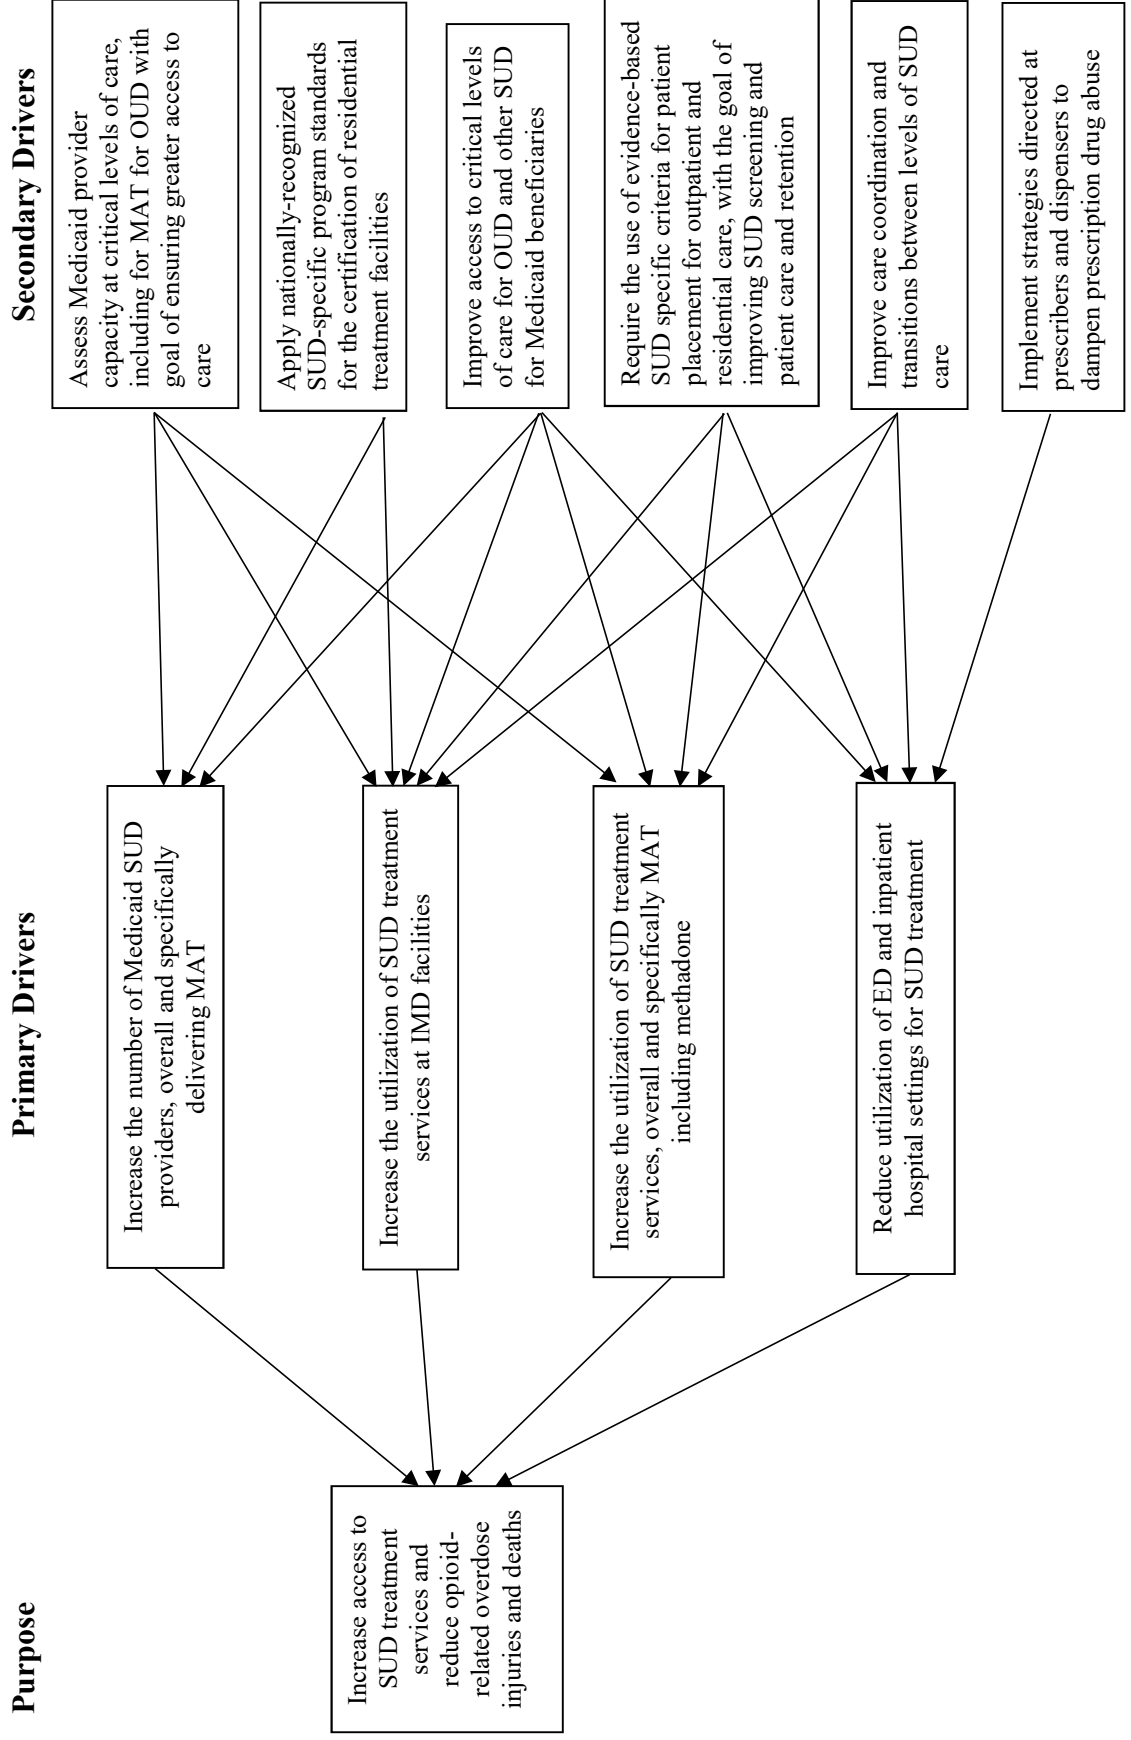 Purpose
Primary Drivers
Secondary Drivers
Increase access to
SUD treatment
services and
reduce opioid-
related overdose
injuries and deaths
Increase the number of Medicaid SUD
providers, overall and specifically
delivering MAT
Increase the utilization of SUD treatment
services at IMD facilities
Increase the utilization of SUD treatment
services, overall and specifically MAT
including methadone
Reduce utilization of ED and inpatient
hospital settings for SUD treatment
Assess Medicaid provider
capacity at critical levels of care,
including for MAT for OUD with
goal of ensuring greater access to
care
Apply nationally-recognized
SUD-specific program standards
for the certification of residential
treatment facilities
Improve access to critical levels
of care for OUD and other SUD
for Medicaid beneficiaries
Require the use of evidence-based
SUD specific criteria for patient
placement for outpatient and
residential care, with the goal of
improving SUD screening and
patient care and retention
Improve care coordination and
transitions between levels of SUD
care
Implement strategies directed at
prescribers and dispensers to
dampen prescription drug abuse